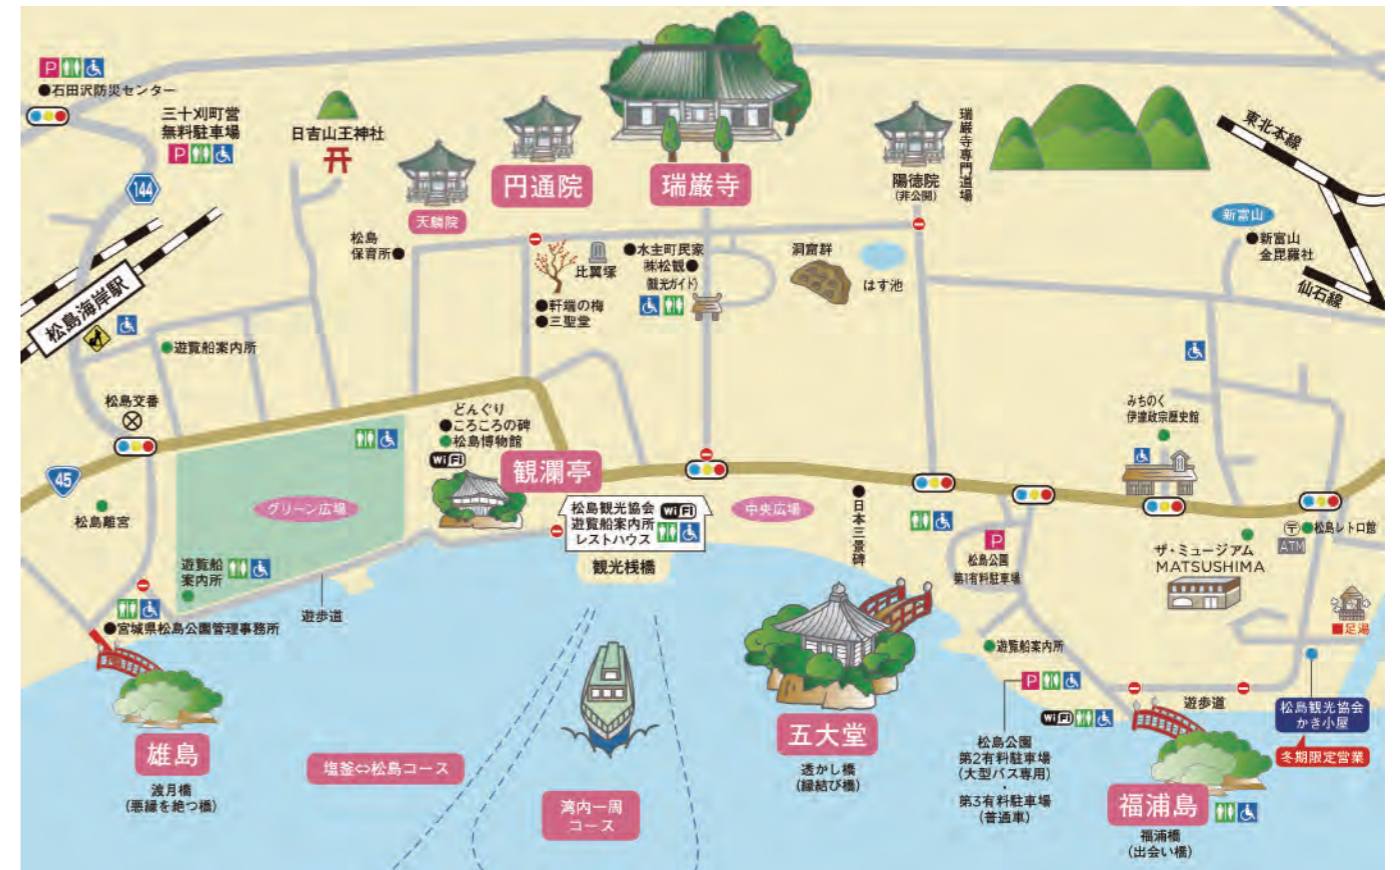 P
●石田沢防災センター
三十刈町営
無料駐車場
P
144
日吉山王神社
天麟院
円通院
瑞巌寺
陽徳院
(非公開)
瑞巌寺専門道場
東北本線
新富山
●新富山
金毘羅社
仙石線
松島
保育所●
比翼塚
●軒端の梅
●三聖堂
●水主町民家
㈱松観●
(観光ガイド)
洞窟群
はす池
松島海岸駅
●遊覧船案内所
松島交番
45
松島離宮
グリーン広場
遊覧船
案内所
遊歩道
●宮城県松島公園管理事務所
どんぐり
●ころころの碑
●松島博物館
WiFi
観瀾亭
松島観光協会 WiFi
遊覧船案内所
レストハウス
観光桟橋
中央広場
●日本三景碑
P
松島公園
第1有料駐車場
みちのく
伊達政宗歴史館
ザ・ミュージアム
MATSUSHIMA
〒●松島レトロ館
ATM
■足湯
●遊覧船案内所
P
WiFi
遊歩道
松島観光協会
かき小屋
冬期限定営業
雄島
渡月橋
(悪縁を絶つ橋)
塩釜⇔松島コース
湾内一周
コース
五大堂
透かし橋
(縁結び橋)
松島公園
第2有料駐車場
(大型バス専用)
・
第3有料駐車場
(普通車)
福浦島
福浦橋
(出会い橋)